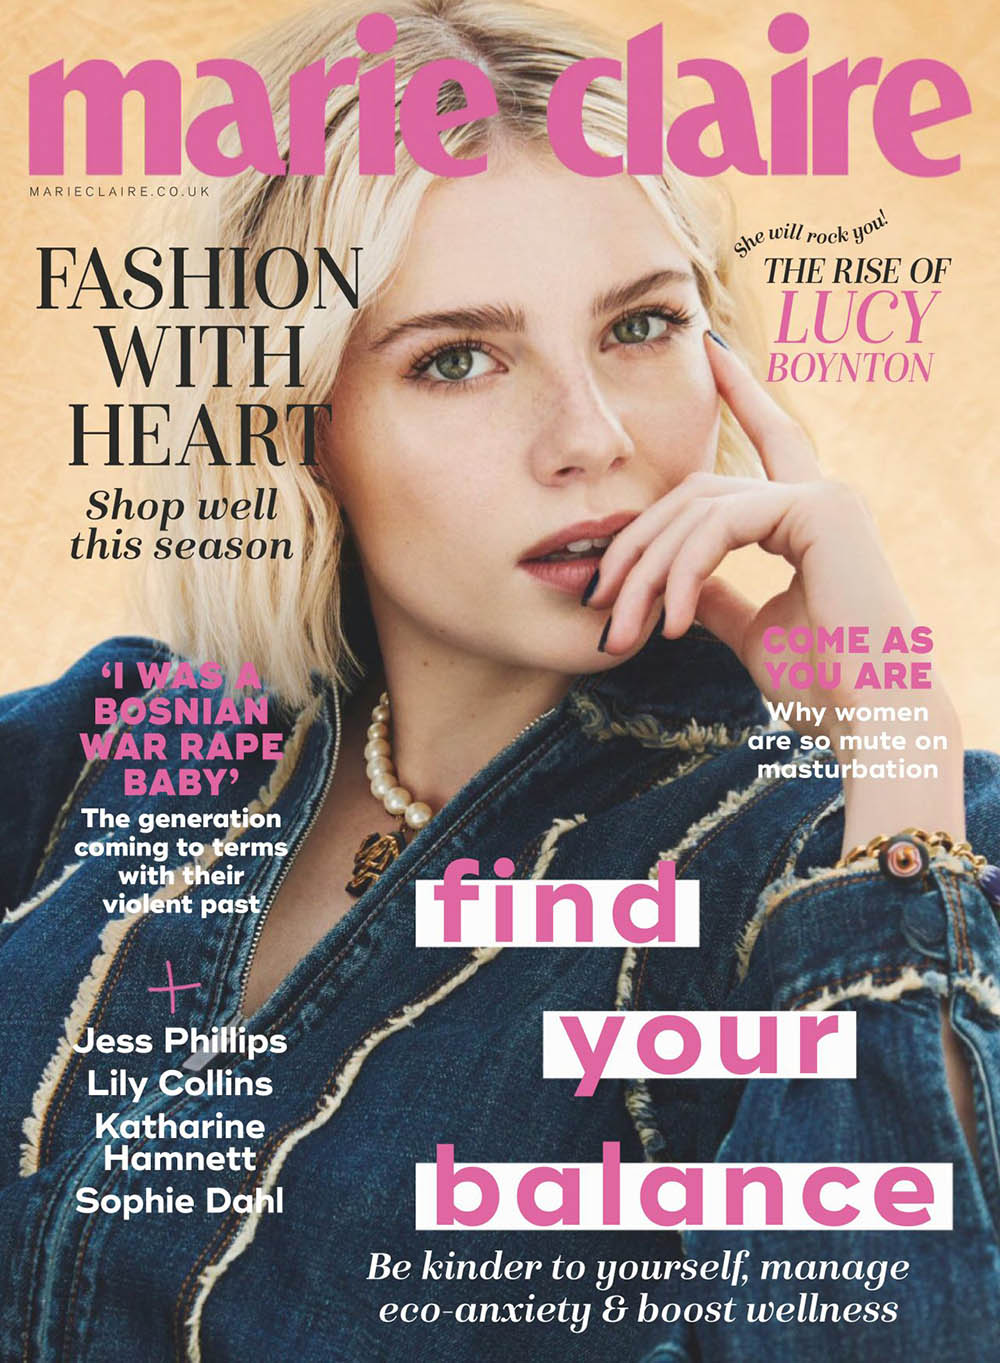 marie claire
MARIECLAIRE.CO.UK
FASHION
WITH
HEART
Shop well
this season
She will rock you!
THE RISE OF
LUCY
BOYNTON
‘I WAS A
BOSNIAN
WAR RAPE
BABY’
The generation
coming to terms
with their
violent past
+
Jess Phillips
Lily Collins
Katharine
Hamnett
Sophie Dahl
COME AS
YOU ARE
Why women
are so mute on
masturbation
find
your
balance
Be kinder to yourself, manage
eco-anxiety & boost wellness